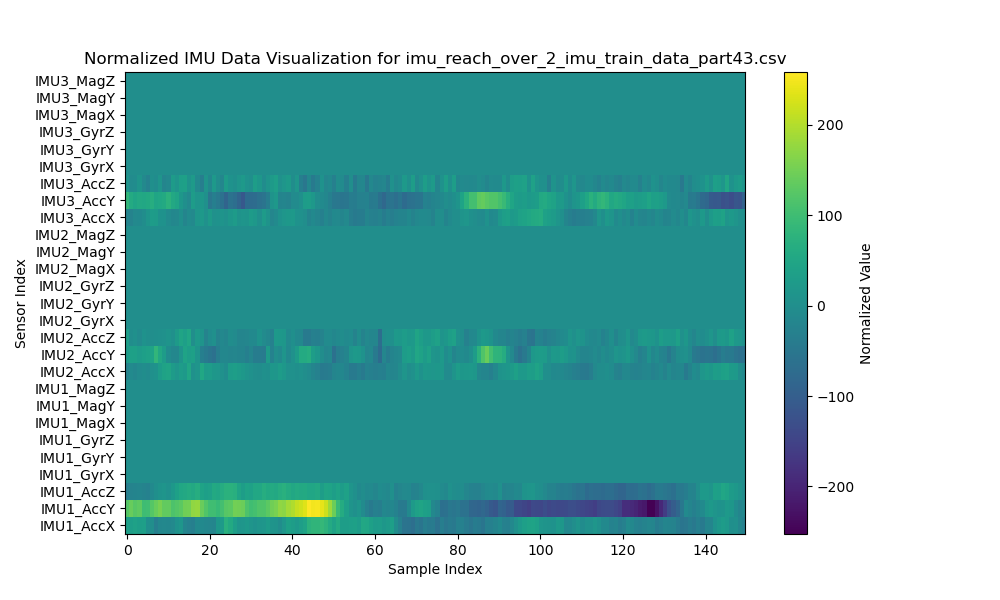 Normalized IMU Data Visualization for imu_reach_over_2_imu_train_data_part43.csv
IMU3_MagZ
IMU3_MagY
IMU3_MagX
IMU3_GyrZ
IMU3_GyrY
IMU3_GyrX
IMU3_AccZ
IMU3_AccY
IMU3_AccX
IMU2_MagZ
IMU2_MagY
IMU2_MagX
IMU2_GyrZ
IMU2_GyrY
IMU2_GyrX
IMU2_AccZ
IMU2_AccY
IMU2_AccX
IMU1_MagZ
IMU1_MagY
IMU1_MagX
IMU1_GyrZ
IMU1_GyrY
IMU1_GyrX
IMU1_AccZ
IMU1_AccY
IMU1_AccX
Sensor Index
0 20 40 60 80 100 120 140
Sample Index
200
100
0
−100
−200
Normalized Value